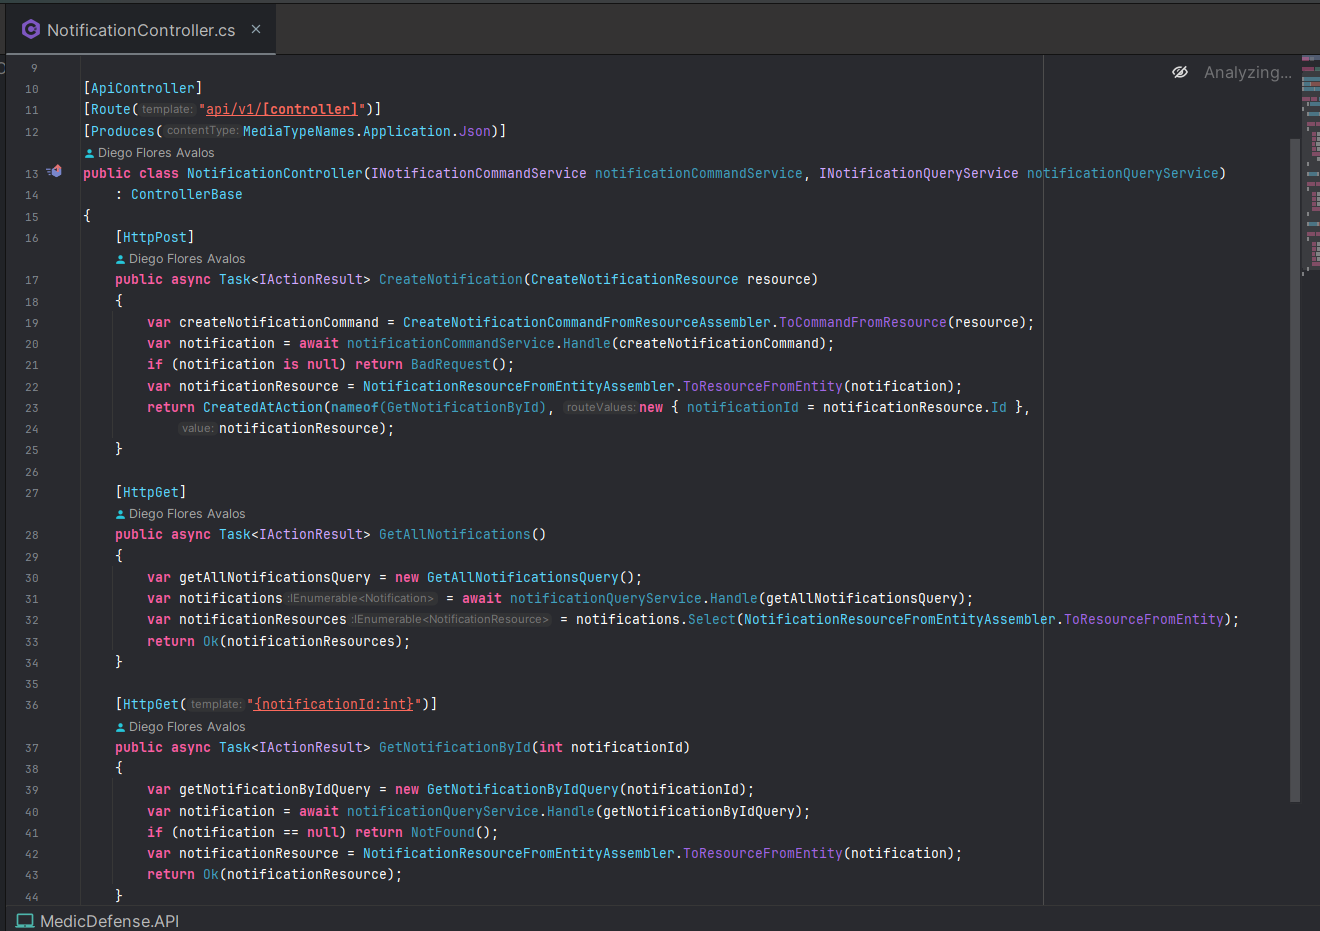 NotificationController.cs ×
Analyzing...
9
10 [ApiController]
11 [Route( template: "api/v1/[controller]")]
12 [Produces( contentType: MediaTypeNames.Application.Json)]
Diego Flores Avalos
13 public class NotificationController(INotificationCommandService notificationCommandService, INotificationQueryService notificationQueryService)
14 : ControllerBase
15 {
16 [HttpPost]
Diego Flores Avalos
17 public async Task<IActionResult> CreateNotification(CreateNotificationResource resource)
18 {
19 var createNotificationCommand = CreateNotificationCommandFromResourceAssembler.ToCommandFromResource(resource);
20 var notification = await notificationCommandService.Handle(createNotificationCommand);
21 if (notification is null) return BadRequest();
22 var notificationResource = NotificationResourceFromEntityAssembler.ToResourceFromEntity(notification);
23 return CreatedAtAction(nameof(GetNotificationById), routeValues: new { notificationId = notificationResource.Id },
24 value: notificationResource);
25 }
26
27 [HttpGet]
Diego Flores Avalos
28 public async Task<IActionResult> GetAllNotifications()
29 {
30 var getAllNotificationsQuery = new GetAllNotificationsQuery();
31 var notifications :IEnumerable<Notification> = await notificationQueryService.Handle(getAllNotificationsQuery);
32 var notificationResources :IEnumerable<NotificationResource> = notifications.Select(NotificationResourceFromEntityAssembler.ToResourceFromEntity);
33 return Ok(notificationResources);
34 }
35
36 [HttpGet( template: "{notificationId:int}")]
Diego Flores Avalos
37 public async Task<IActionResult> GetNotificationById(int notificationId)
38 {
39 var getNotificationByIdQuery = new GetNotificationByIdQuery(notificationId);
40 var notification = await notificationQueryService.Handle(getNotificationByIdQuery);
41 if (notification == null) return NotFound();
42 var notificationResource = NotificationResourceFromEntityAssembler.ToResourceFromEntity(notification);
43 return Ok(notificationResource);
44 }
MedicDefense.API